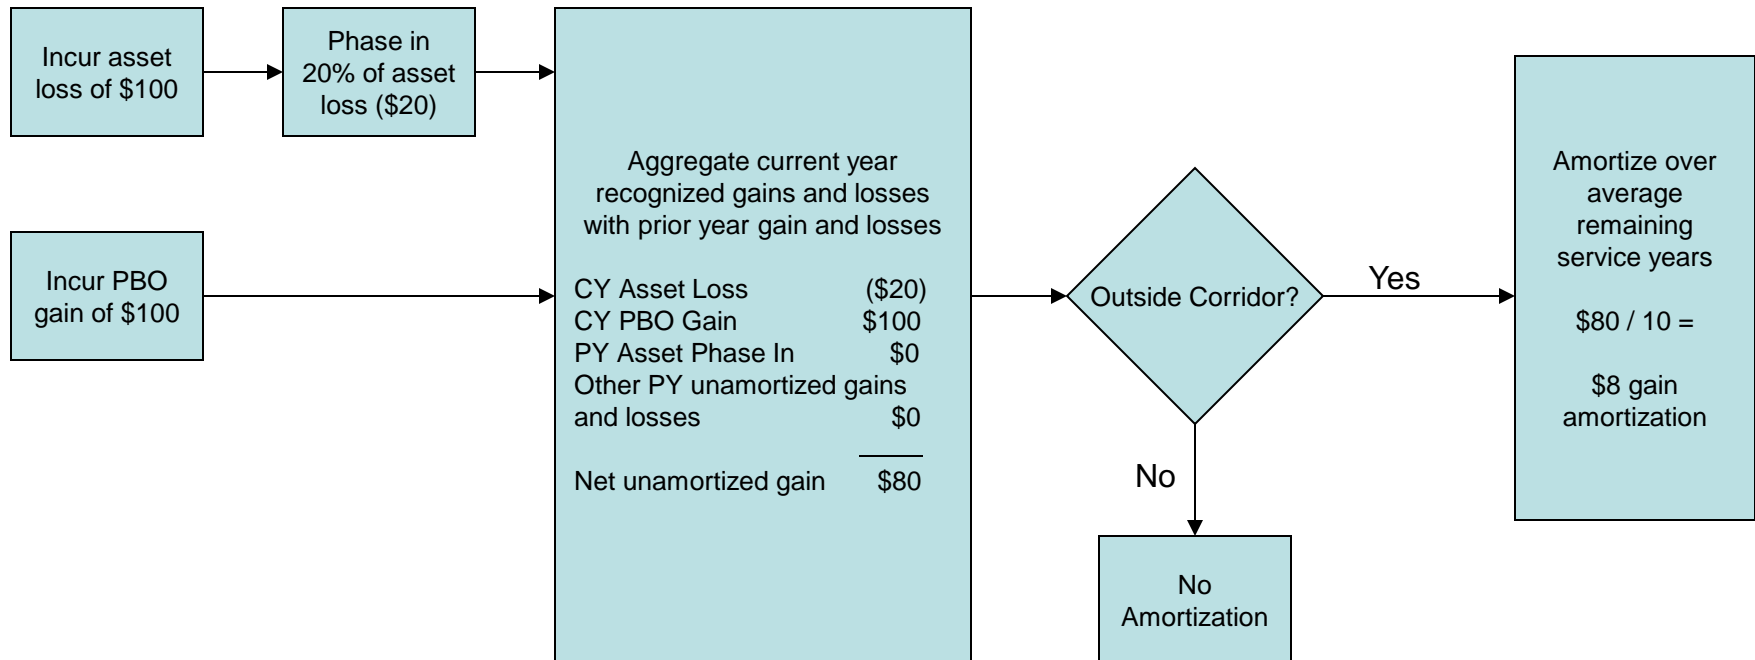 Incur asset
loss of $100
Phase in
20% of asset
loss ($20)
Incur PBO
gain of $100
Aggregate current year
recognized gains and losses
with prior year gain and losses
CY Asset Loss ($20)
CY PBO Gain $100
PY Asset Phase In $0
Other PY unamortized gains
and losses $0
Net unamortized gain $80
Outside Corridor?
Yes
No
No
Amortization
Amortize over
average
remaining
service years
$80 / 10 =
$8 gain
amortization